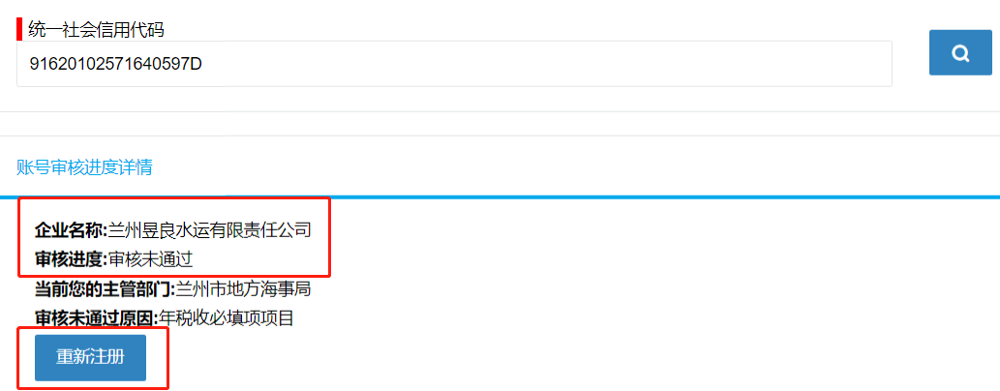 统一社会信用代码
91620102571640597D
账号审核进度详情
企业名称:兰州昱良水运有限责任公司
审核进度:审核未通过
当前您的主管部门:兰州市地方海事局
审核未通过原因:年税收必填项项目
重新注册